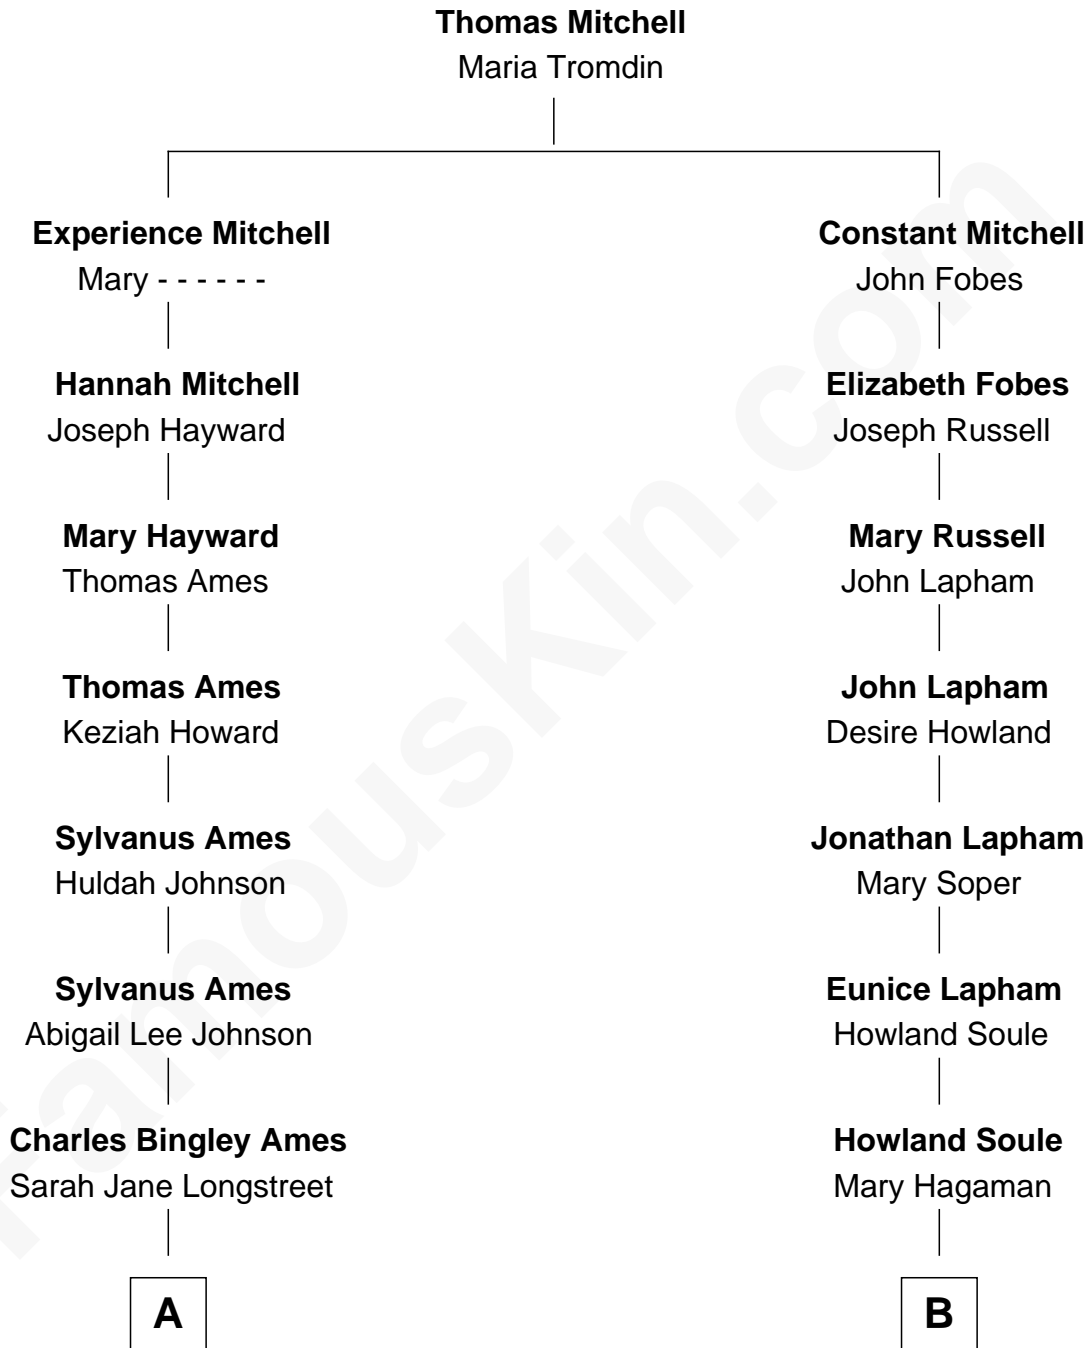 Thomas Mitchell
Maria Tromdin
Experience Mitchell
Mary - - - - - -
Constant Mitchell
John Fobes
Hannah Mitchell
Joseph Hayward
Elizabeth Fobes
Joseph Russell
Mary Hayward
Thomas Ames
Mary Russell
John Lapham
Thomas Ames
Keziah Howard
John Lapham
Desire Howland
Sylvanus Ames
Huldah Johnson
Jonathan Lapham
Mary Soper
Sylvanus Ames
Abigail Lee Johnson
Eunice Lapham
Howland Soule
Charles Bingley Ames
Sarah Jane Longstreet
Howland Soule
Mary Hagaman
A
B
FamousKin.com